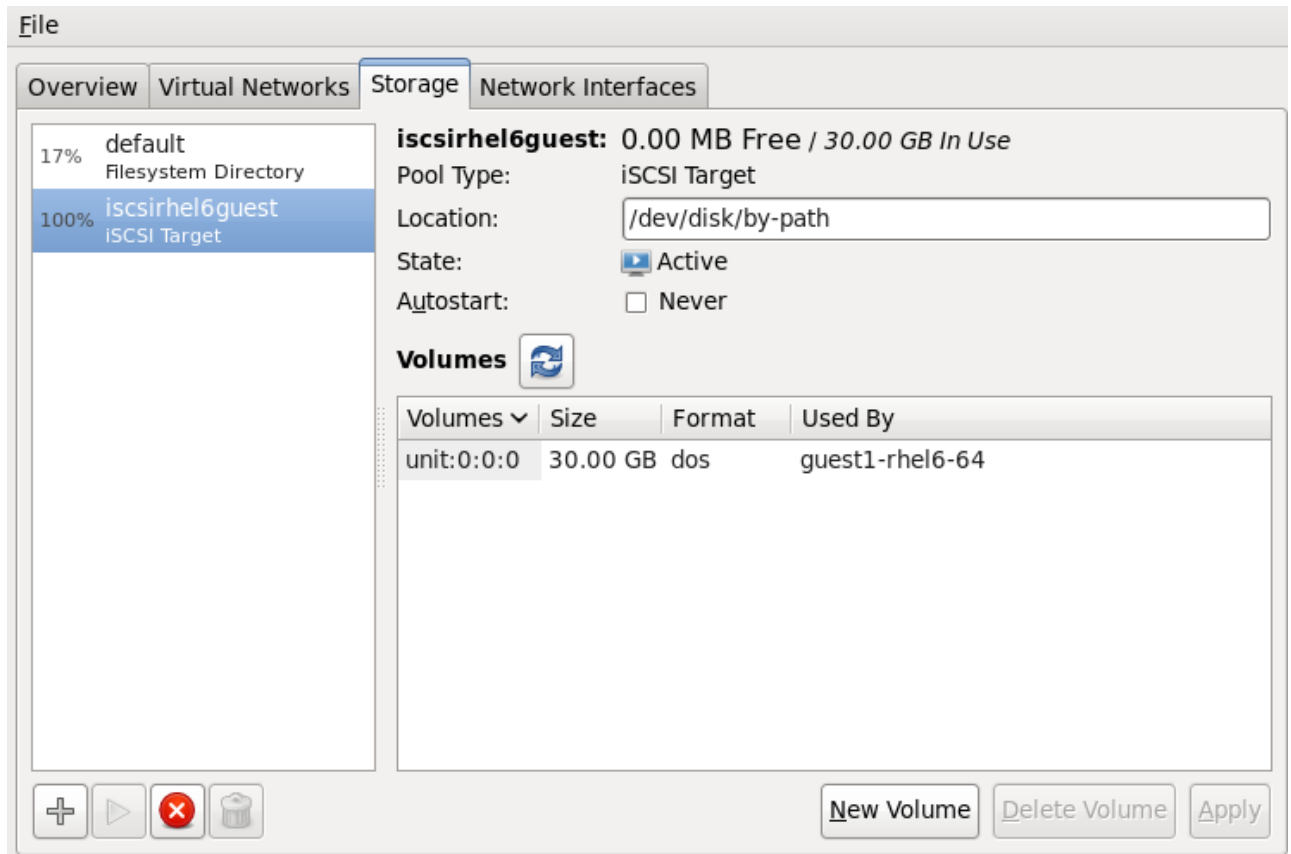 File
Overview Virtual Networks Storage Network Interfaces
17% default
Filesystem Directory
100% iscsirhel6guest
iSCSI Target
iscsirhel6guest: 0.00 MB Free / 30.00 GB In Use
Pool Type: iSCSI Target
Location: /dev/disk/by-path
State: Active
Autostart: Never
Volumes
Volumes Size Format Used By
unit:0:0:0 30.00 GB dos guest1-rhel6-64
New Volume Delete Volume Apply